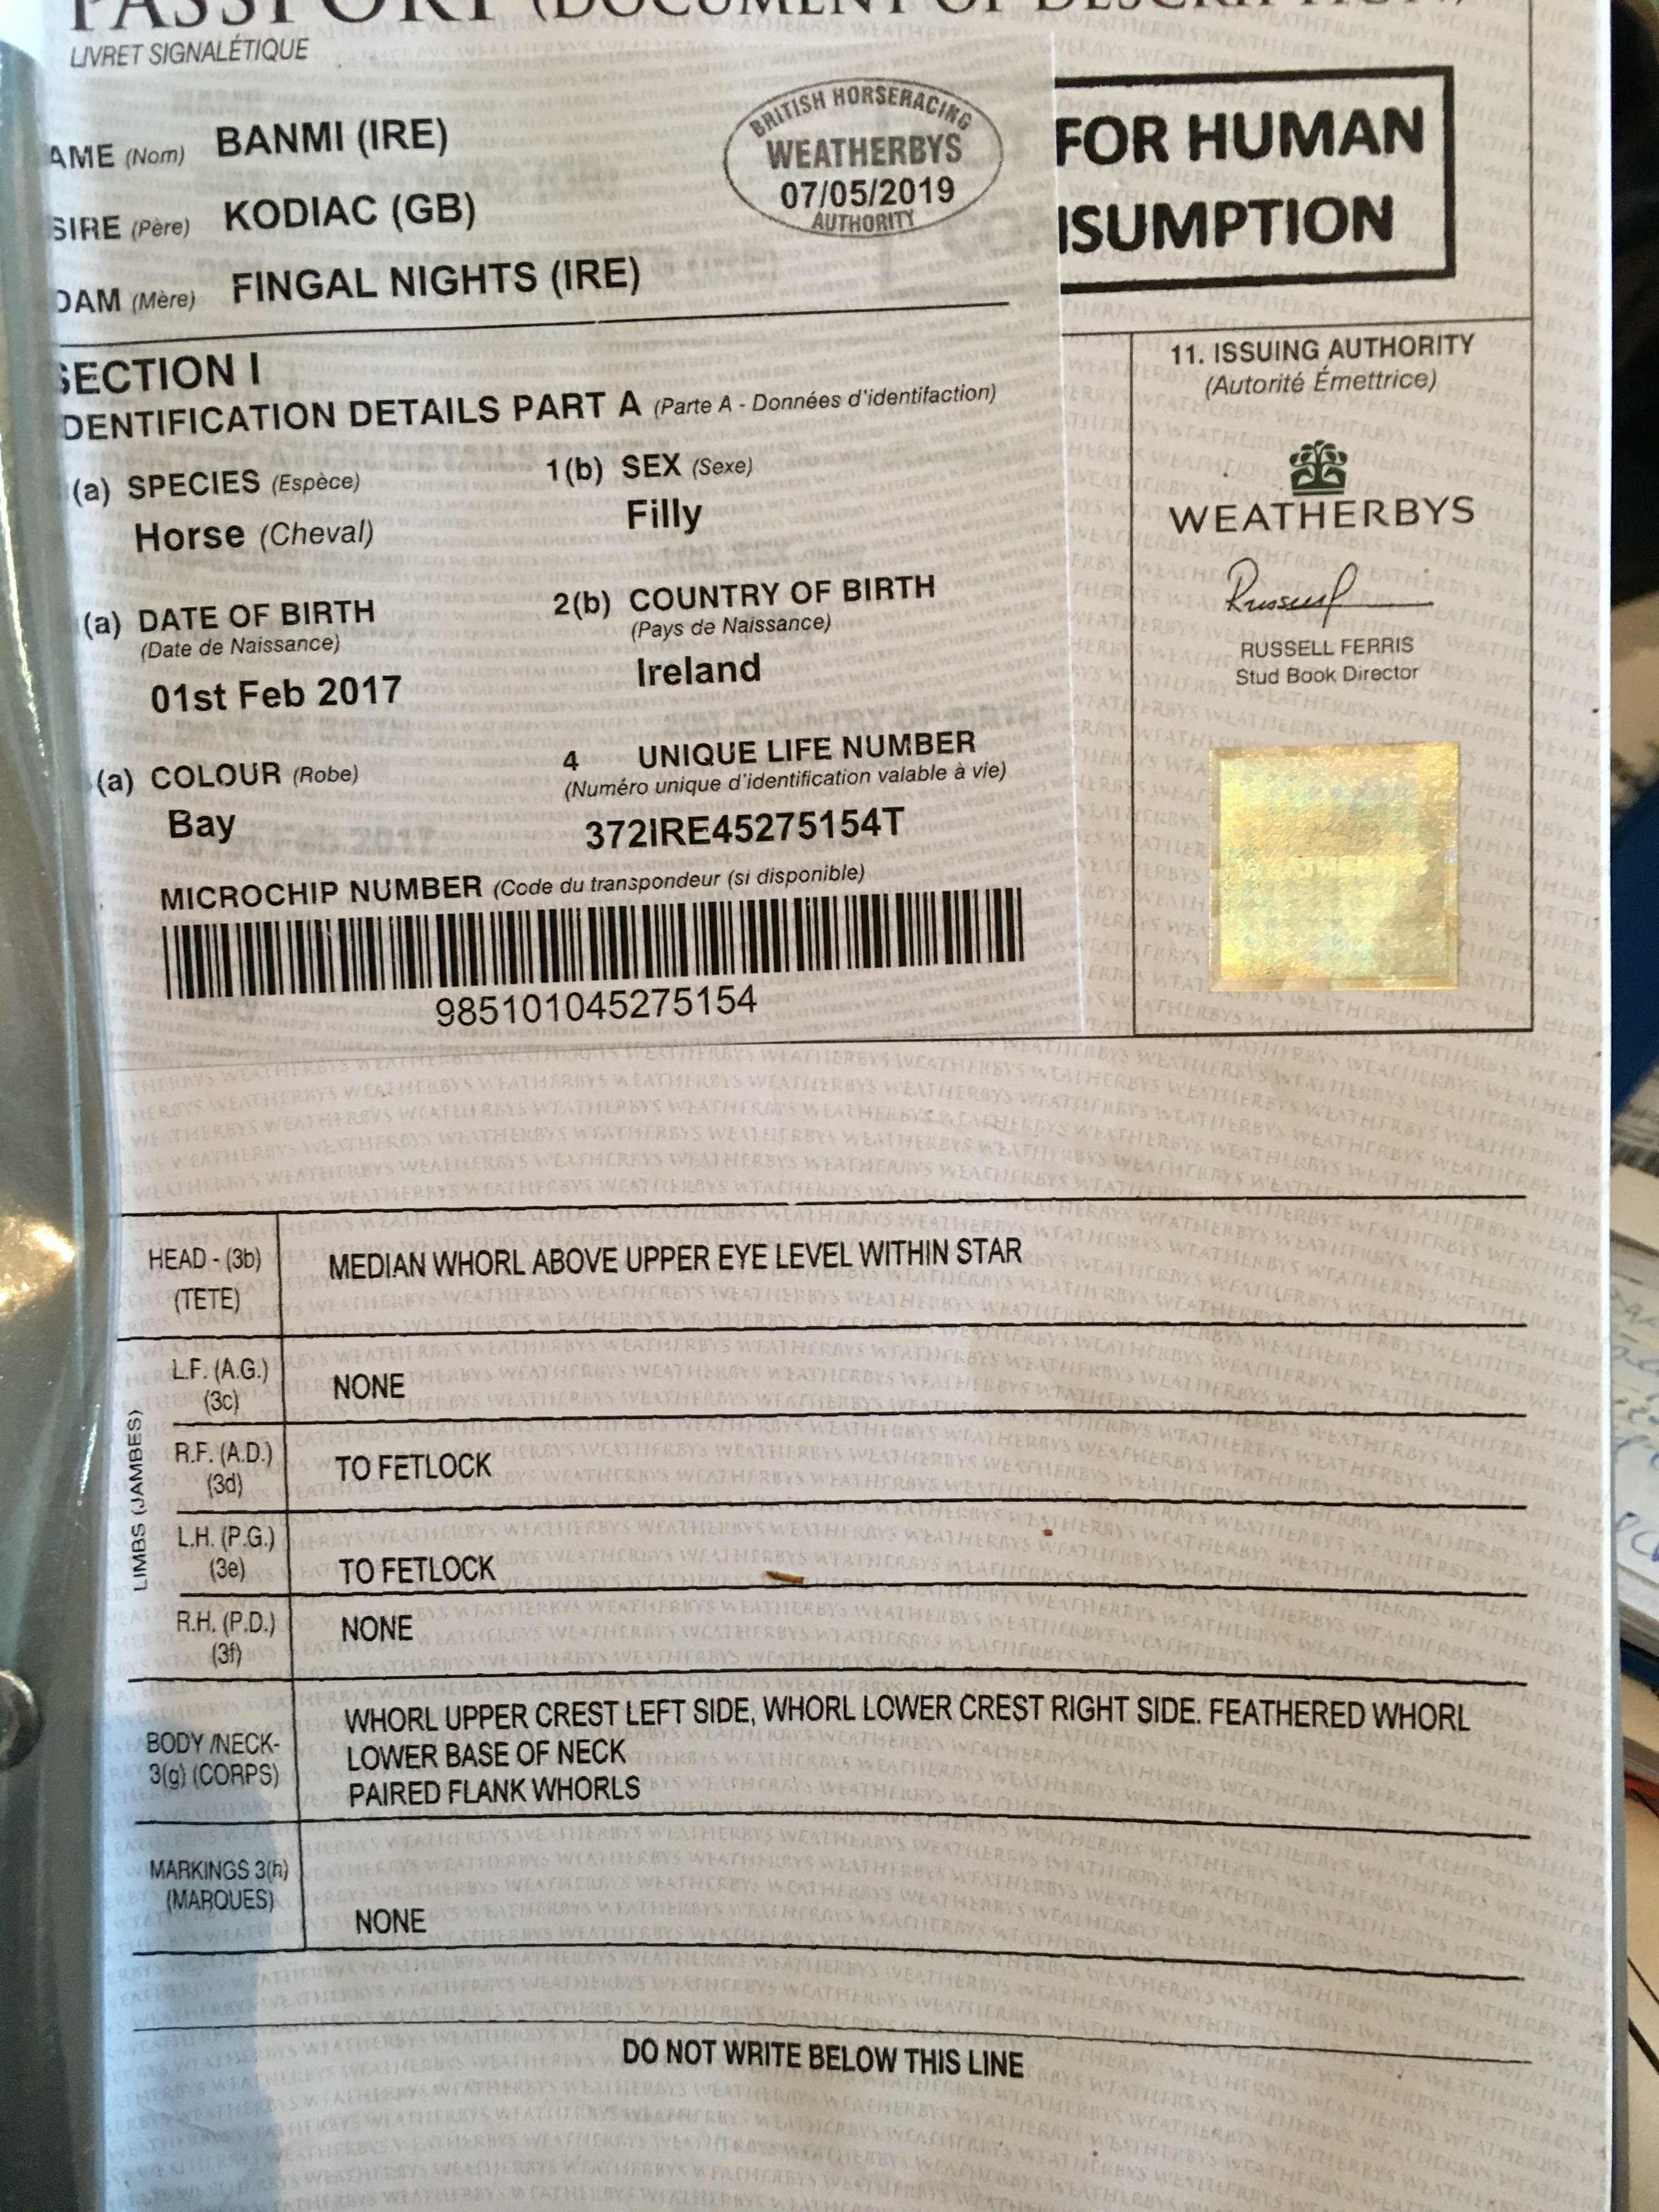 PASSPORT (DOCUMENT OF DESCRIPTION)
LIVRET SIGNALÉTIQUE
AME (Nom) BANMI (IRE)
SIRE (Père) KODIAC (GB)
DAM (Mère) FINGAL NIGHTS (IRE)
BRITISH HORSERACING
WEATHERBYS
07/05/2019
AUTHORITY
FOR HUMAN
NSUMPTION
SECTION I
DENTIFICATION DETAILS PART A (Parte A - Données d'identifaction)
(a) SPECIES (Espèce)
Horse (Cheval)
1(b) SEX (Sexe)
Filly
(a) DATE OF BIRTH
(Date de Naissance)
01st Feb 2017
2(b) COUNTRY OF BIRTH
(Pays de Naissance)
Ireland
(a) COLOUR (Robe)
Bay
4 UNIQUE LIFE NUMBER
(Numéro unique d'identification valable à vie)
372IRE45275154T
MICROCHIP NUMBER (Code du transpondeur (si disponible)
985101045275154
11. ISSUING AUTHORITY
(Autorité Émettrice)
WEATHERBYS
RUSSELL FERRIS
Stud Book Director
HEAD - (3b)
(TETE)
MEDIAN WHORL ABOVE UPPER EYE LEVEL WITHIN STAR
LIMBS (JAMBES)
L.F. (A.G.)
(3c)
NONE
R.F. (A.D.)
(3d)
TO FETLOCK
L.H. (P.G.)
(3e)
TO FETLOCK
R.H. (P.D.)
(3f)
NONE
BODY /NECK-
3(g) (CORPS)
WHORL UPPER CREST LEFT SIDE, WHORL LOWER CREST RIGHT SIDE. FEATHERED WHORL
LOWER BASE OF NECK
PAIRED FLANK WHORLS
MARKINGS 3(h)
(MARQUES)
NONE
DO NOT WRITE BELOW THIS LINE